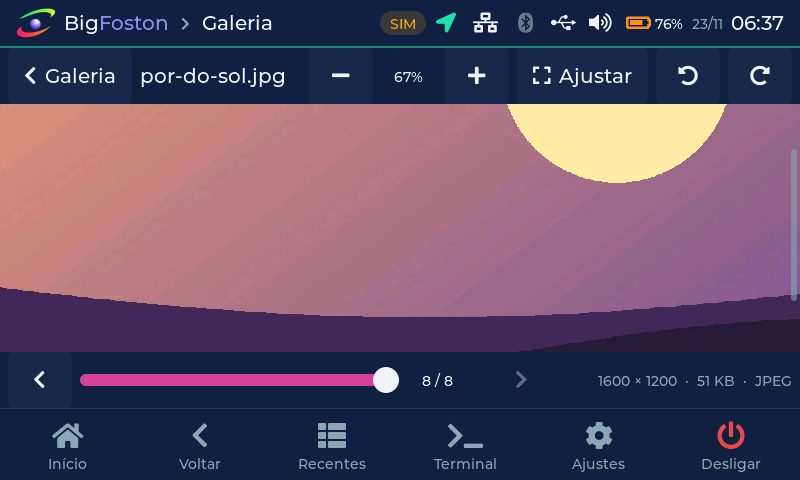 BigFoston > Galeria SIM 76% 23/11 06:37
Galeria por-do-sol.jpg 67% Ajustar
8 / 8 1600 × 1200 · 51 KB · JPEG
Início Voltar Recentes Terminal Ajustes Desligar